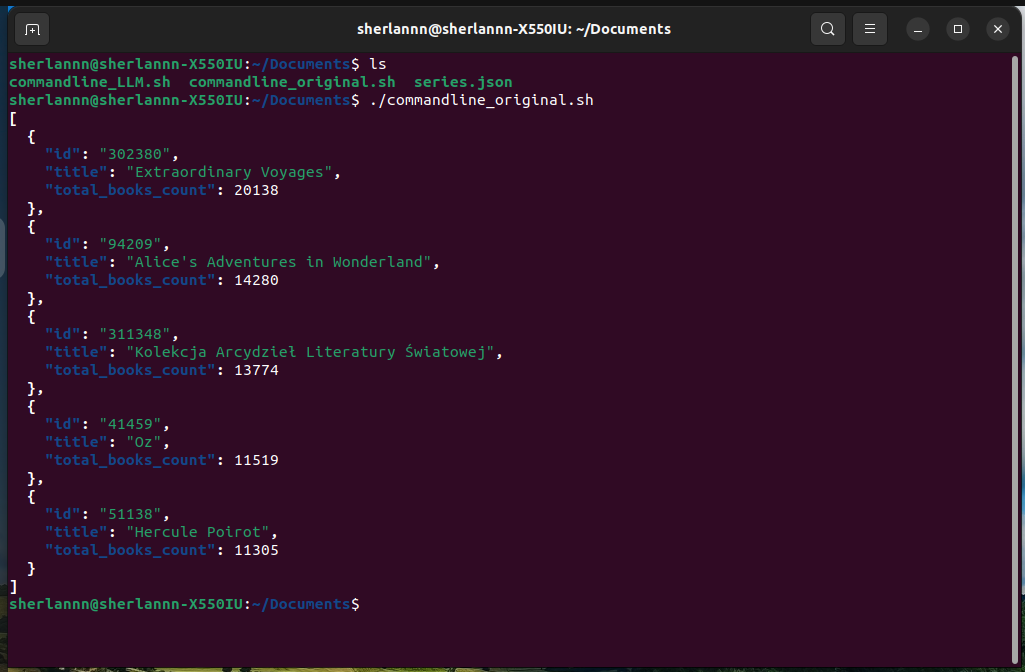 sherlannn@sherlannn-X550IU: ~/Documents
sherlannn@sherlannn-X550IU:~/Documents$ ls
commandline_LLM.sh  commandline_original.sh  series.json
sherlannn@sherlannn-X550IU:~/Documents$ ./commandline_original.sh
[
  {
    "id": "302380",
    "title": "Extraordinary Voyages",
    "total_books_count": 20138
  },
  {
    "id": "94209",
    "title": "Alice's Adventures in Wonderland",
    "total_books_count": 14280
  },
  {
    "id": "311348",
    "title": "Kolekcja Arcydzieł Literatury Światowej",
    "total_books_count": 13774
  },
  {
    "id": "41459",
    "title": "Oz",
    "total_books_count": 11519
  },
  {
    "id": "51138",
    "title": "Hercule Poirot",
    "total_books_count": 11305
  }
]
sherlannn@sherlannn-X550IU:~/Documents$